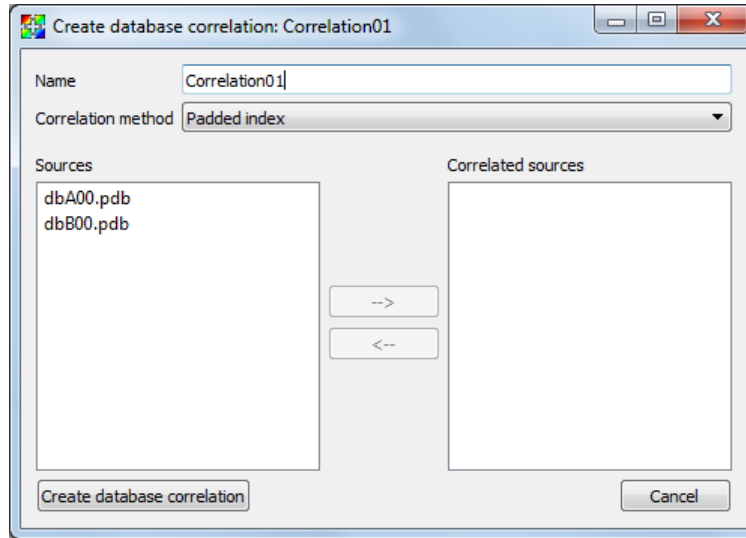 Create database correlation: Correlation01
Name Correlation01
Correlation method Padded index
Sources Correlated sources
dbA00.pdb
dbB00.pdb
-->
<--
Create database correlation Cancel